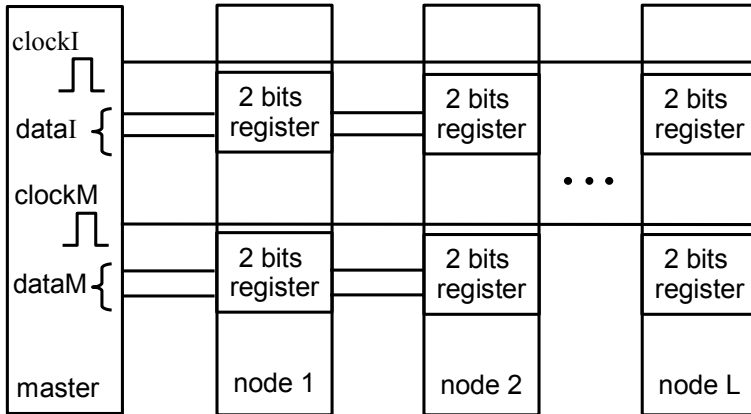 clockI
dataI
clockM
dataM
master
2 bits
register
2 bits
register
node 1
2 bits
register
2 bits
register
node 2
• • •
2 bits
register
2 bits
register
node L